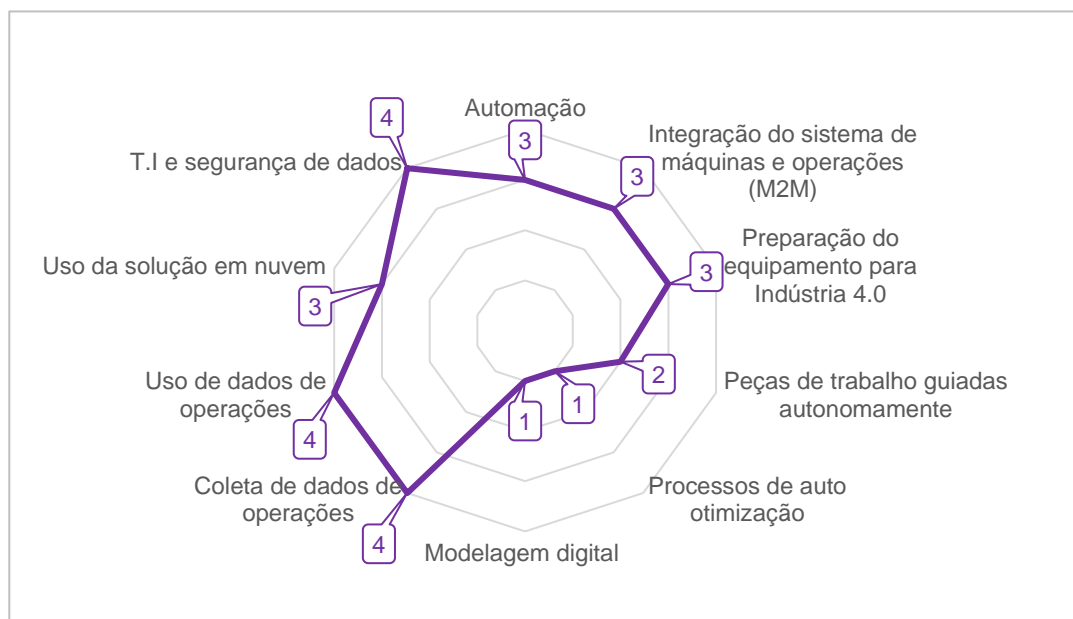 Automação
3
Integração do sistema de
máquinas e operações
(M2M)
3
Preparação do
equipamento para
Indústria 4.0
3
Peças de trabalho guiadas
autonomamente
2
Processos de auto
otimização
1
Modelagem digital
1
Coleta de dados de
operações
4
Uso de dados de
operações
4
Uso da solução em nuvem
3
T.I e segurança de dados
4